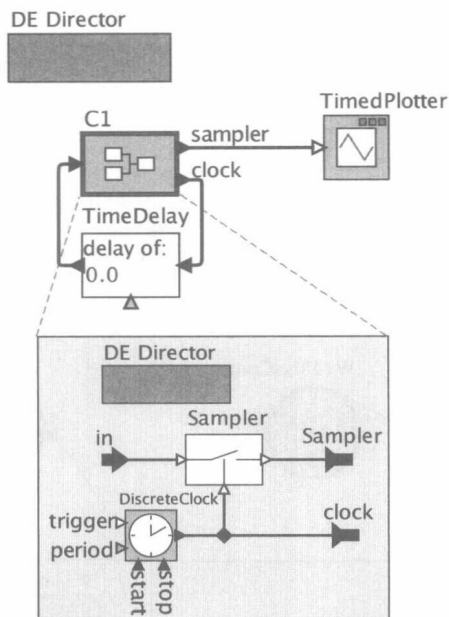 DE Director
TimedPlotter
C1
sampler
clock
TimeDelay
delay of:
0.0
DE Director
Sampler
in
Sampler
DiscreteClock
trigger
clock
period
start
stop